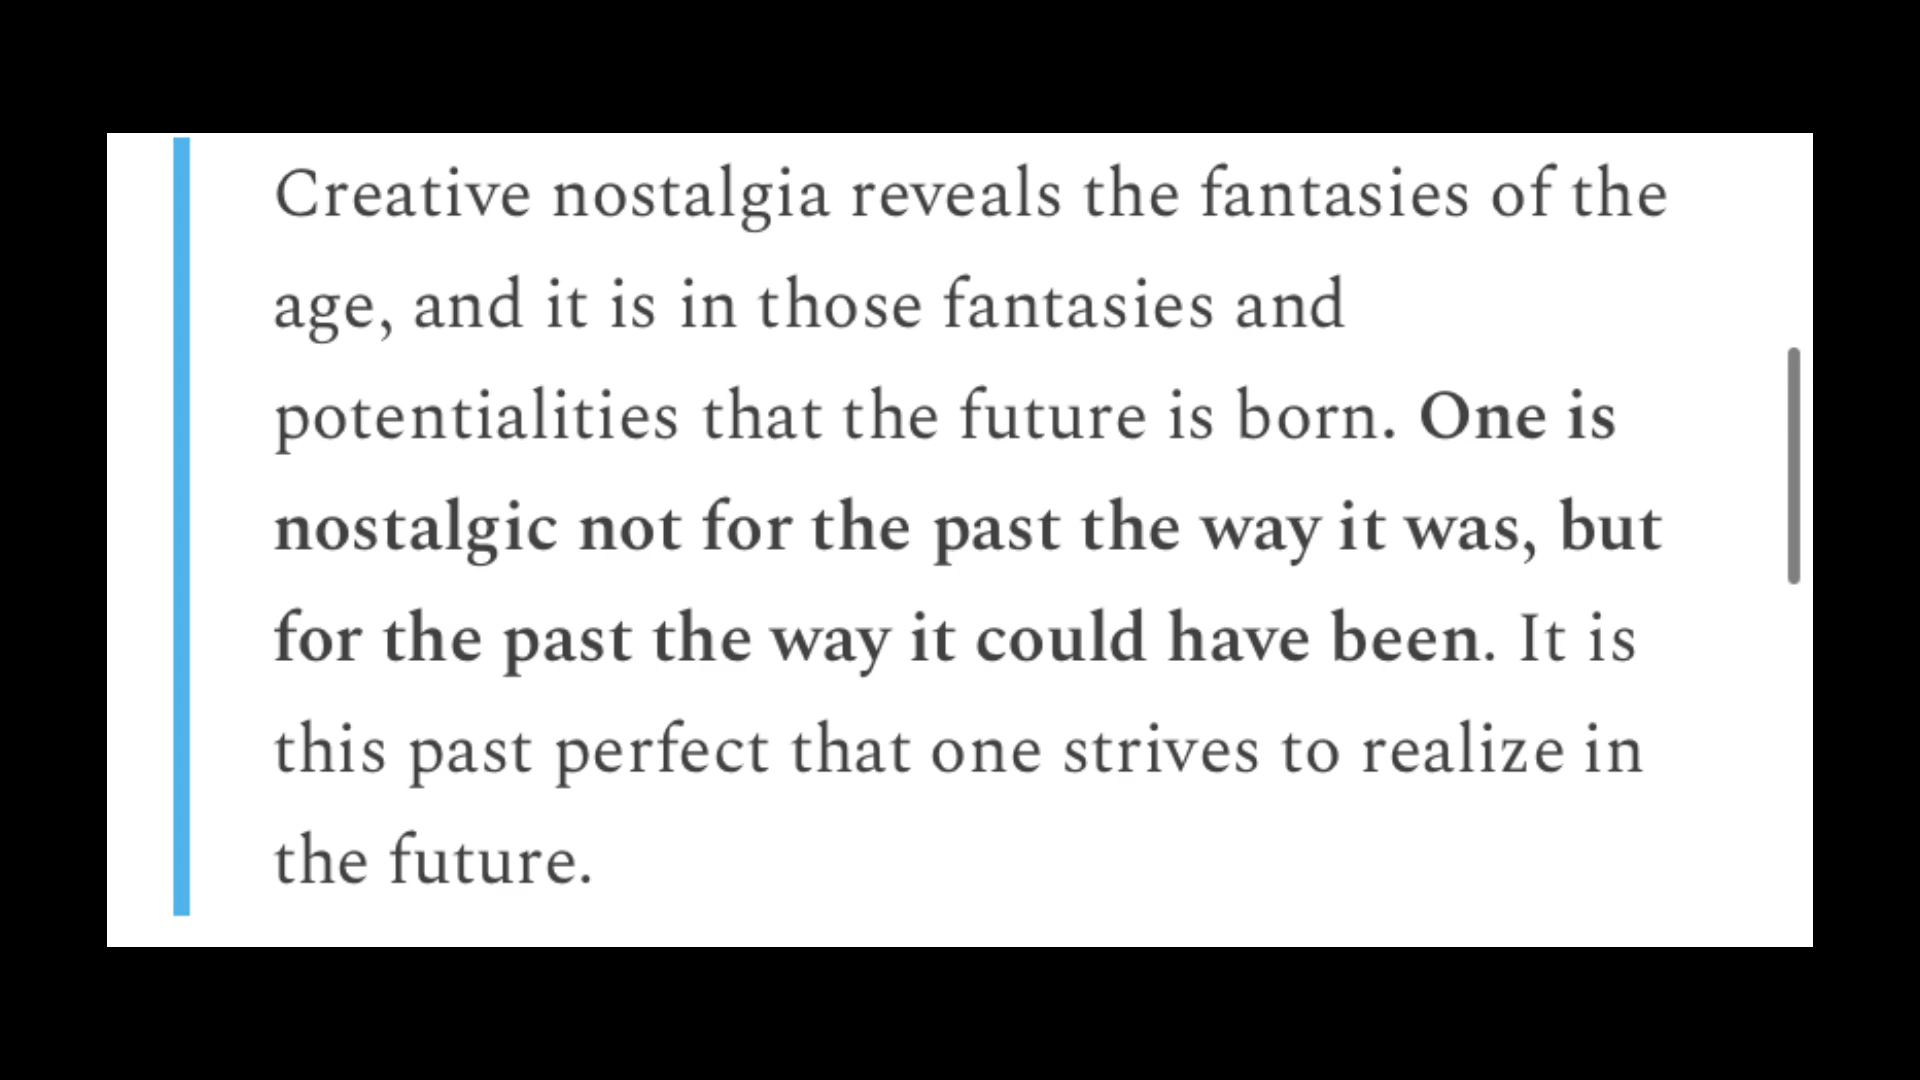 Creative nostalgia reveals the fantasies of the
age, and it is in those fantasies and
potentialities that the future is born. One is
nostalgic not for the past the way it was, but
for the past the way it could have been. It is
this past perfect that one strives to realize in
the future.